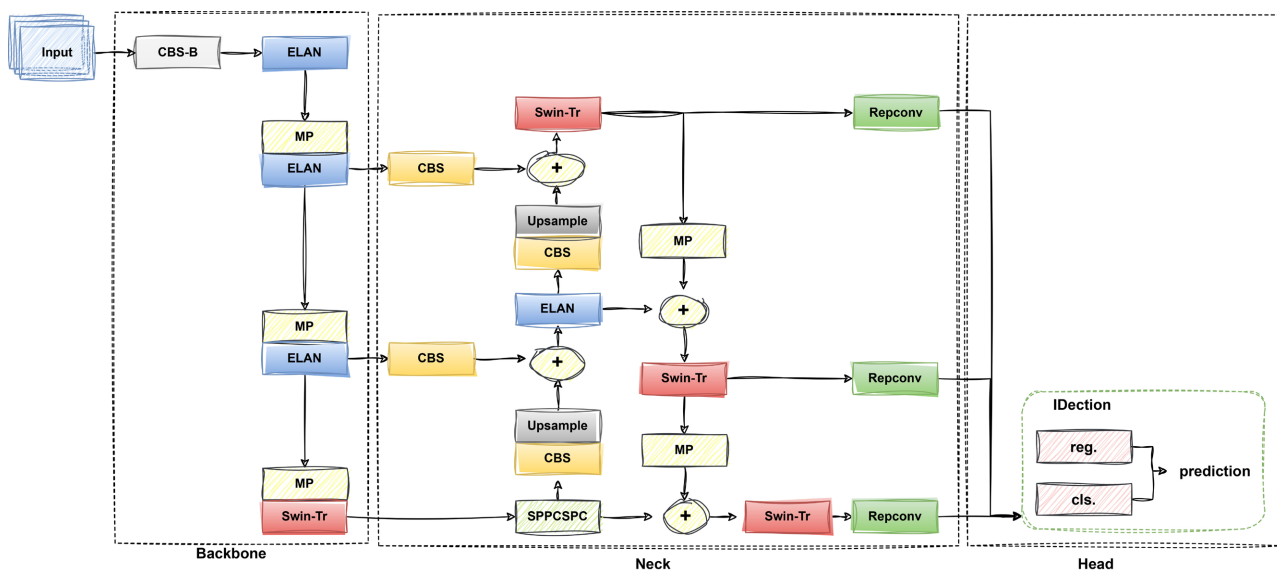 Input
CBS-B
ELAN
MP
ELAN
CBS
MP
ELAN
CBS
MP
Swin-Tr
Backbone
Swin-Tr
+
Upsample
CBS
ELAN
+
Upsample
CBS
SPPCSPC
MP
+
Swin-Tr
MP
+
Swin-Tr
Repconv
Repconv
Repconv
Neck
IDection
reg.
cls.
prediction
Head